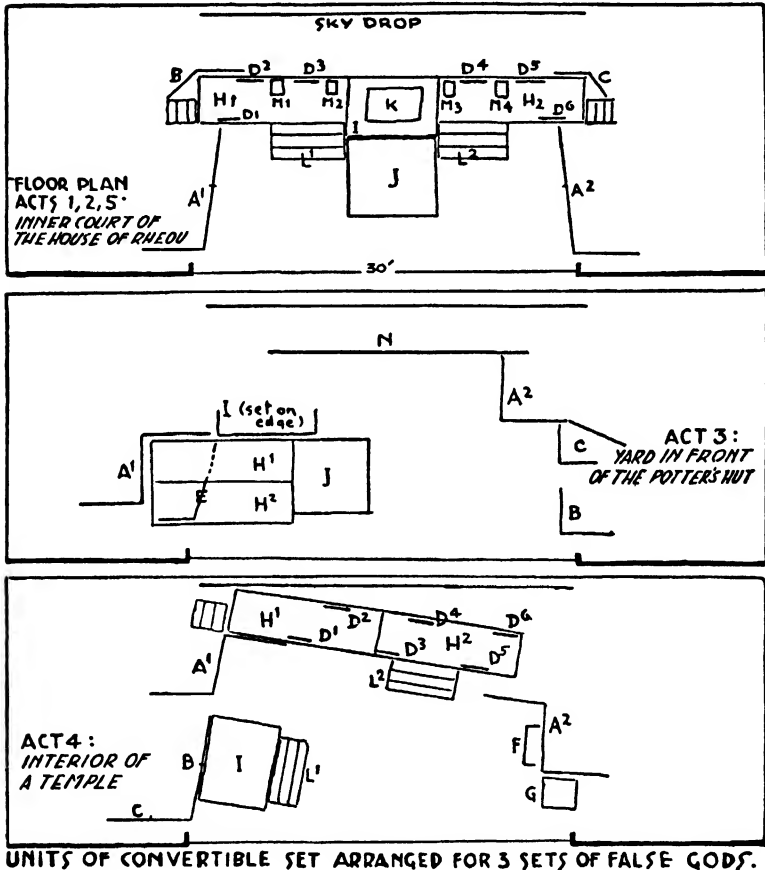 SKY DROP
B D² D³ D⁴ D⁵ C
H1 M1 M2 K M3 M4 H2 D6
D1
I
L¹ J L²
FLOOR PLAN
ACTS 1, 2, 5·
INNER COURT OF
THE HOUSE OF RHEOU
A¹ A²
30'
N
I (set on
edge)
A²
A¹ H¹ J C
E H²
B
ACT 3:
YARD IN FRONT
OF THE POTTER'S HUT
H¹ D² D⁴ D6
D¹ D³ H² D⁵
A¹ L² A²
F
ACT 4:
INTERIOR OF
A TEMPLE
B I L¹
G
C.
UNITS OF CONVERTIBLE SET ARRANGED FOR 3 SETS OF FALSE GODS.